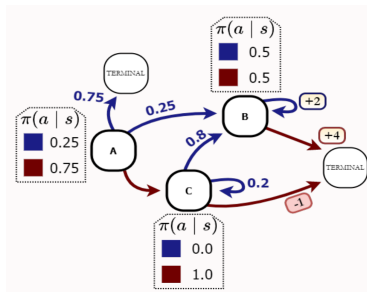 π(a | s)
0.5
0.5
TERMINAL
0.75
0.25
B
+2
π(a | s)
0.25
0.75
A
0.8
+4
TERMINAL
C
0.2
-1
π(a | s)
0.0
1.0